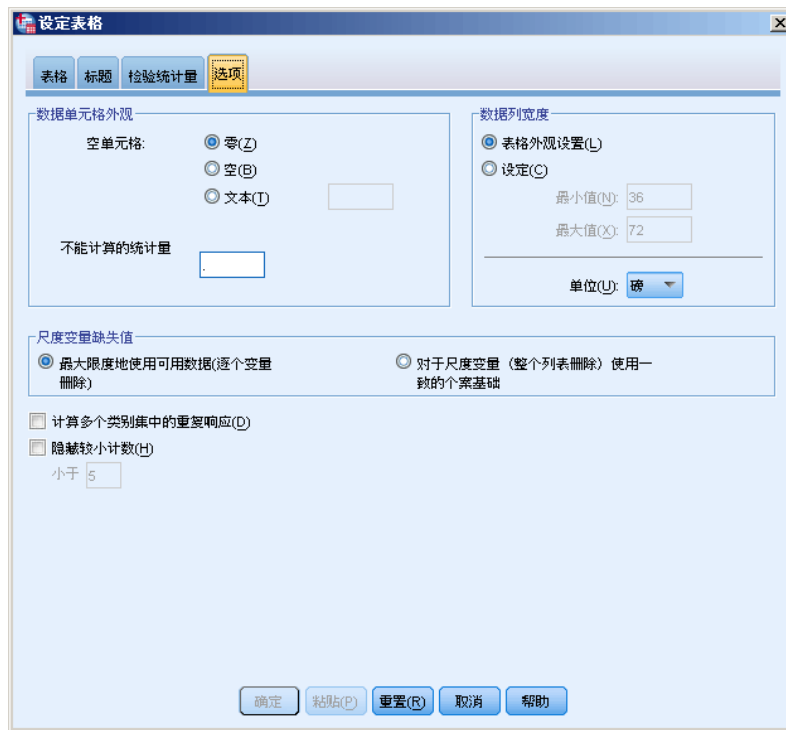 设定表格
表格 标题 检验统计量 选项
数据单元格外观
空单元格:
零(Z)
空(B)
文本(T)
不能计算的统计量
.
数据列宽度
表格外观设置(L)
设定(C)
最小值(N): 36
最大值(X): 72
单位(U): 磅
尺度变量缺失值
最大限度地使用可用数据(逐个变量
删除)
对于尺度变量（整个列表删除）使用一
致的个案基础
计算多个类别集中的重复响应(D)
隐藏较小计数(H)
小于 5
确定 粘贴(P) 重置(R) 取消 帮助